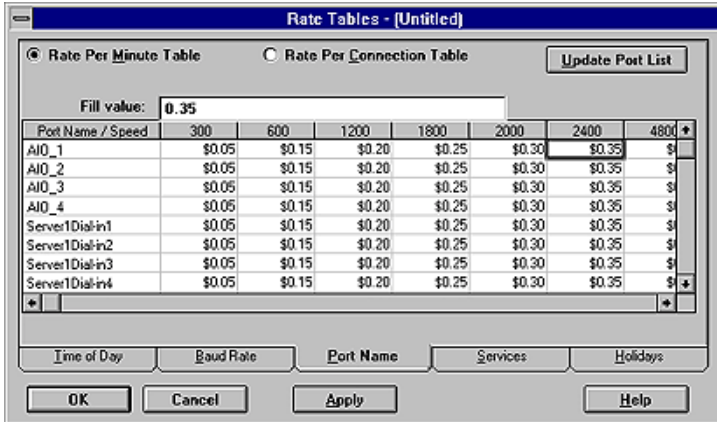 Rate Tables - (Untitled)
Rate Per Minute Table Rate Per Connection Table Update Port List
Fill value: 0.35
Port Name / Speed 300 600 1200 1800 2000 2400 4800
AIO_1 $0.05 $0.15 $0.20 $0.25 $0.30 $0.35
AIO_2 $0.05 $0.15 $0.20 $0.25 $0.30 $0.35
AIO_3 $0.05 $0.15 $0.20 $0.25 $0.30 $0.35
AIO_4 $0.05 $0.15 $0.20 $0.25 $0.30 $0.35
Server1Dial-in1 $0.05 $0.15 $0.20 $0.25 $0.30 $0.35
Server1Dial-in2 $0.05 $0.15 $0.20 $0.25 $0.30 $0.35
Server1Dial-in3 $0.05 $0.15 $0.20 $0.25 $0.30 $0.35
Server1Dial-in4 $0.05 $0.15 $0.20 $0.25 $0.30 $0.35
Time of Day Baud Rate Port Name Services Holidays
OK Cancel Apply Help